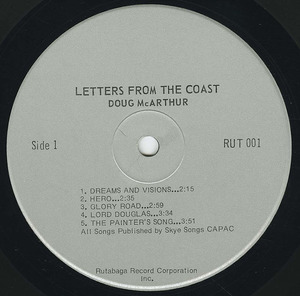 LETTERS FROM THE COAST
DOUG McARTHUR
Side 1
RUT 001
1. DREAMS AND VISIONS...2:15
2. HERO...2:35
3. GLORY ROAD...2:59
4. LORD DOUGLAS...3:34
5. THE PAINTER'S SONG...3:51
All Songs Published by Skye Songs CAPAC
Rutabaga Record Corporation
Inc.